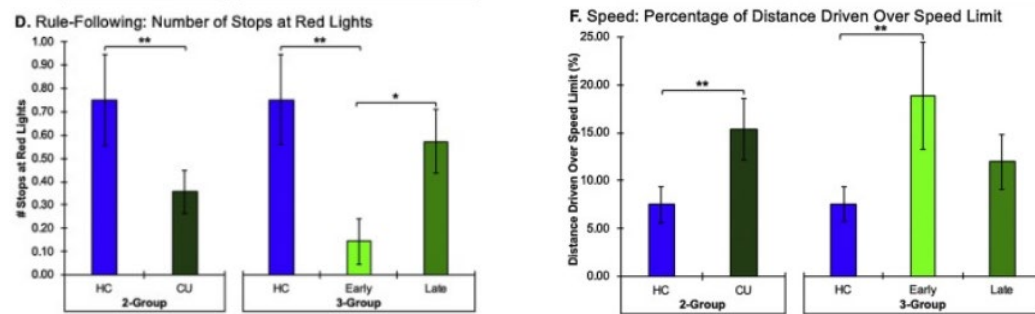 D. Rule-Following: Number of Stops at Red Lights
# Stops at Red Lights
1.00
0.90
0.80
0.70
0.60
0.50
0.40
0.30
0.20
0.10
0.00
**
**
*
HC
CU
HC
Early
Late
2-Group
3-Group
F. Speed: Percentage of Distance Driven Over Speed Limit
Distance Driven Over Speed Limit (%)
25.00
20.00
15.00
10.00
5.00
0.00
**
**
HC
CU
HC
Early
Late
2-Group
3-Group